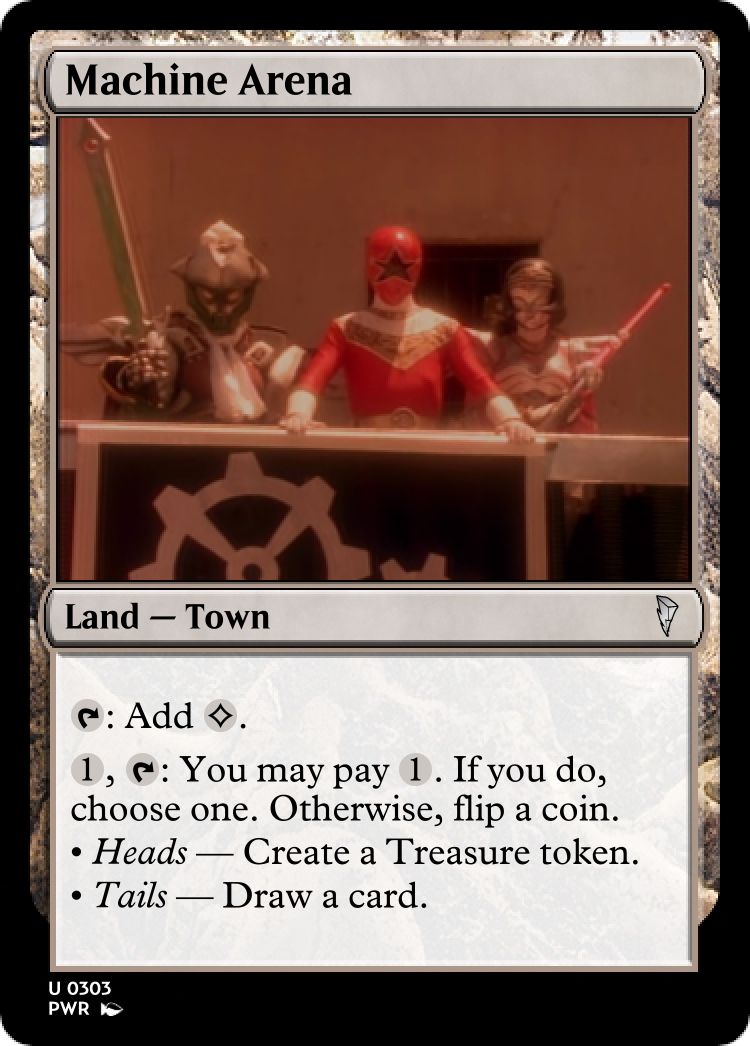 Machine Arena
Land — Town
: Add .
1, : You may pay 1. If you do,
choose one. Otherwise, flip a coin.
• Heads — Create a Treasure token.
• Tails — Draw a card.
U 0303
PWR